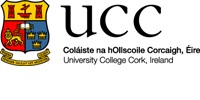 UCC
Coláiste na hOllscoile Corcaigh, Éire
University College Cork, Ireland